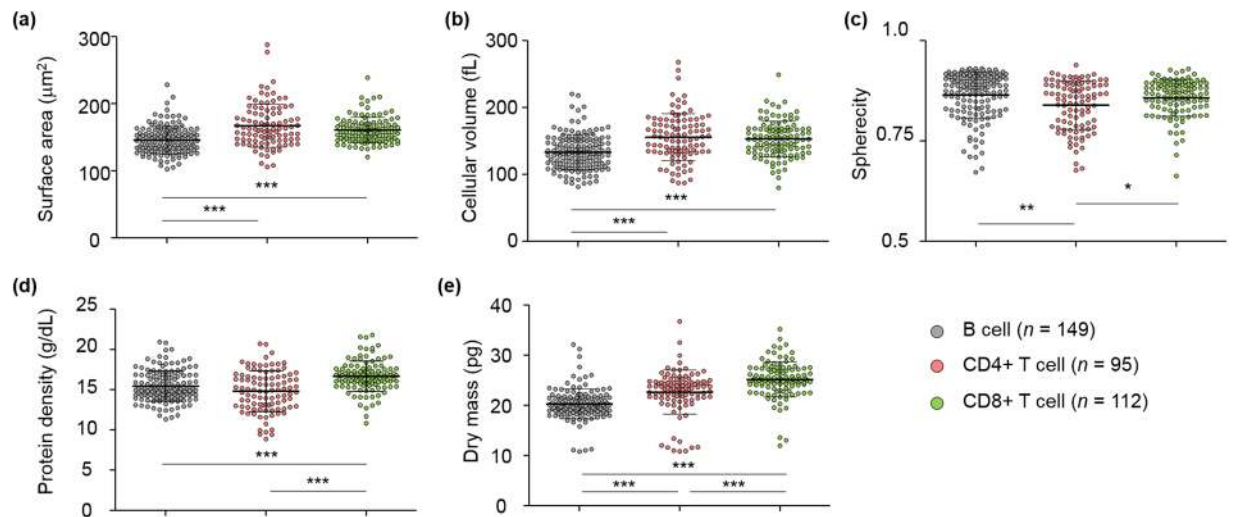 (a)
300
200
100
0
Surface area (μm²)
***
***
(b)
300
200
100
0
Cellular volume (fL)
***
***
(c)
1.0
0.75
0.5
Spherecity
**
*
(d)
25
20
15
10
5
0
Protein density (g/dL)
***
***
(e)
40
30
20
10
0
Dry mass (pg)
***
***
***
B cell (n = 149)
CD4+ T cell (n = 95)
CD8+ T cell (n = 112)